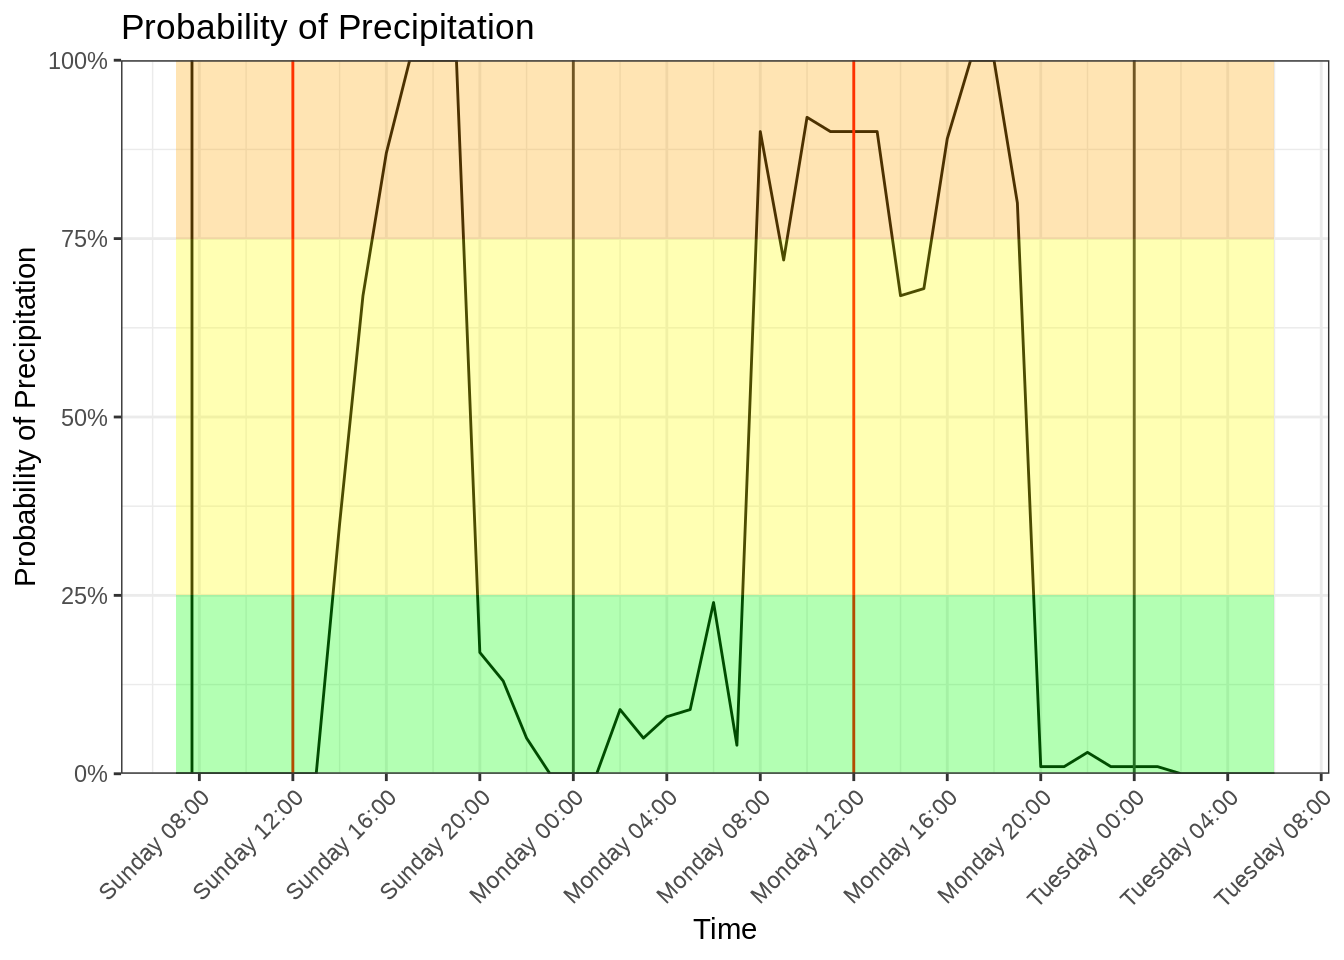 Probability of Precipitation
Probability of Precipitation
100%
75%
50%
25%
0%
Sunday 08:00
Sunday 12:00
Sunday 16:00
Sunday 20:00
Monday 00:00
Monday 04:00
Monday 08:00
Monday 12:00
Monday 16:00
Monday 20:00
Tuesday 00:00
Tuesday 04:00
Tuesday 08:00
Time